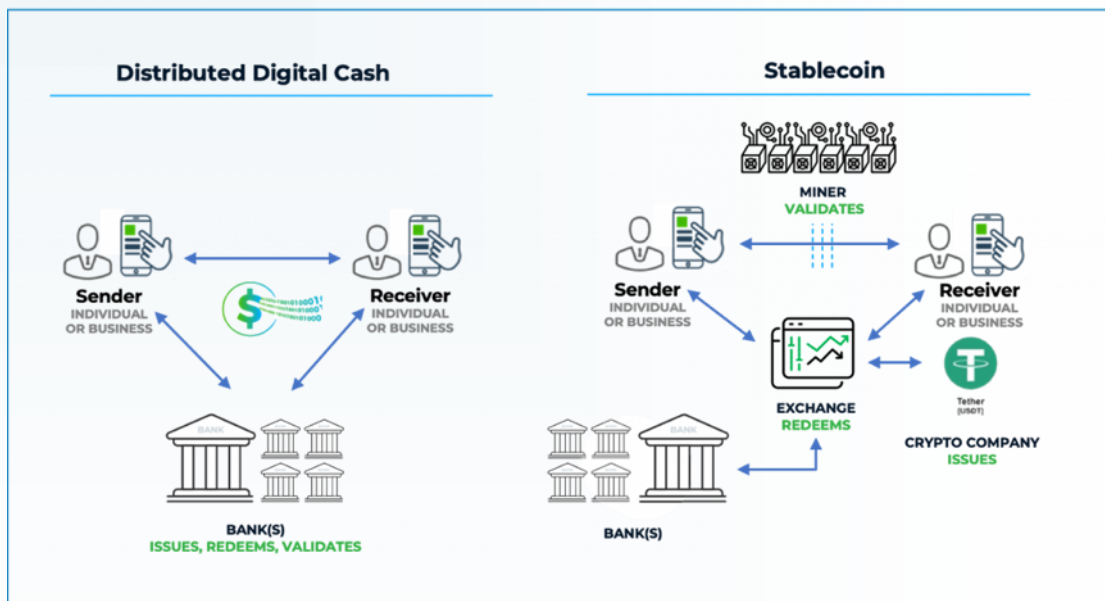 Distributed Digital Cash
Sender
INDIVIDUAL
OR BUSINESS
$
Receiver
INDIVIDUAL
OR BUSINESS
BANK
BANK(S)
ISSUES, REDEEMS, VALIDATES
Stablecoin
MINER
VALIDATES
Sender
INDIVIDUAL
OR BUSINESS
Receiver
INDIVIDUAL
OR BUSINESS
EXCHANGE
REDEEMS
Tether
[USDT]
CRYPTO COMPANY
ISSUES
BANK
BANK(S)